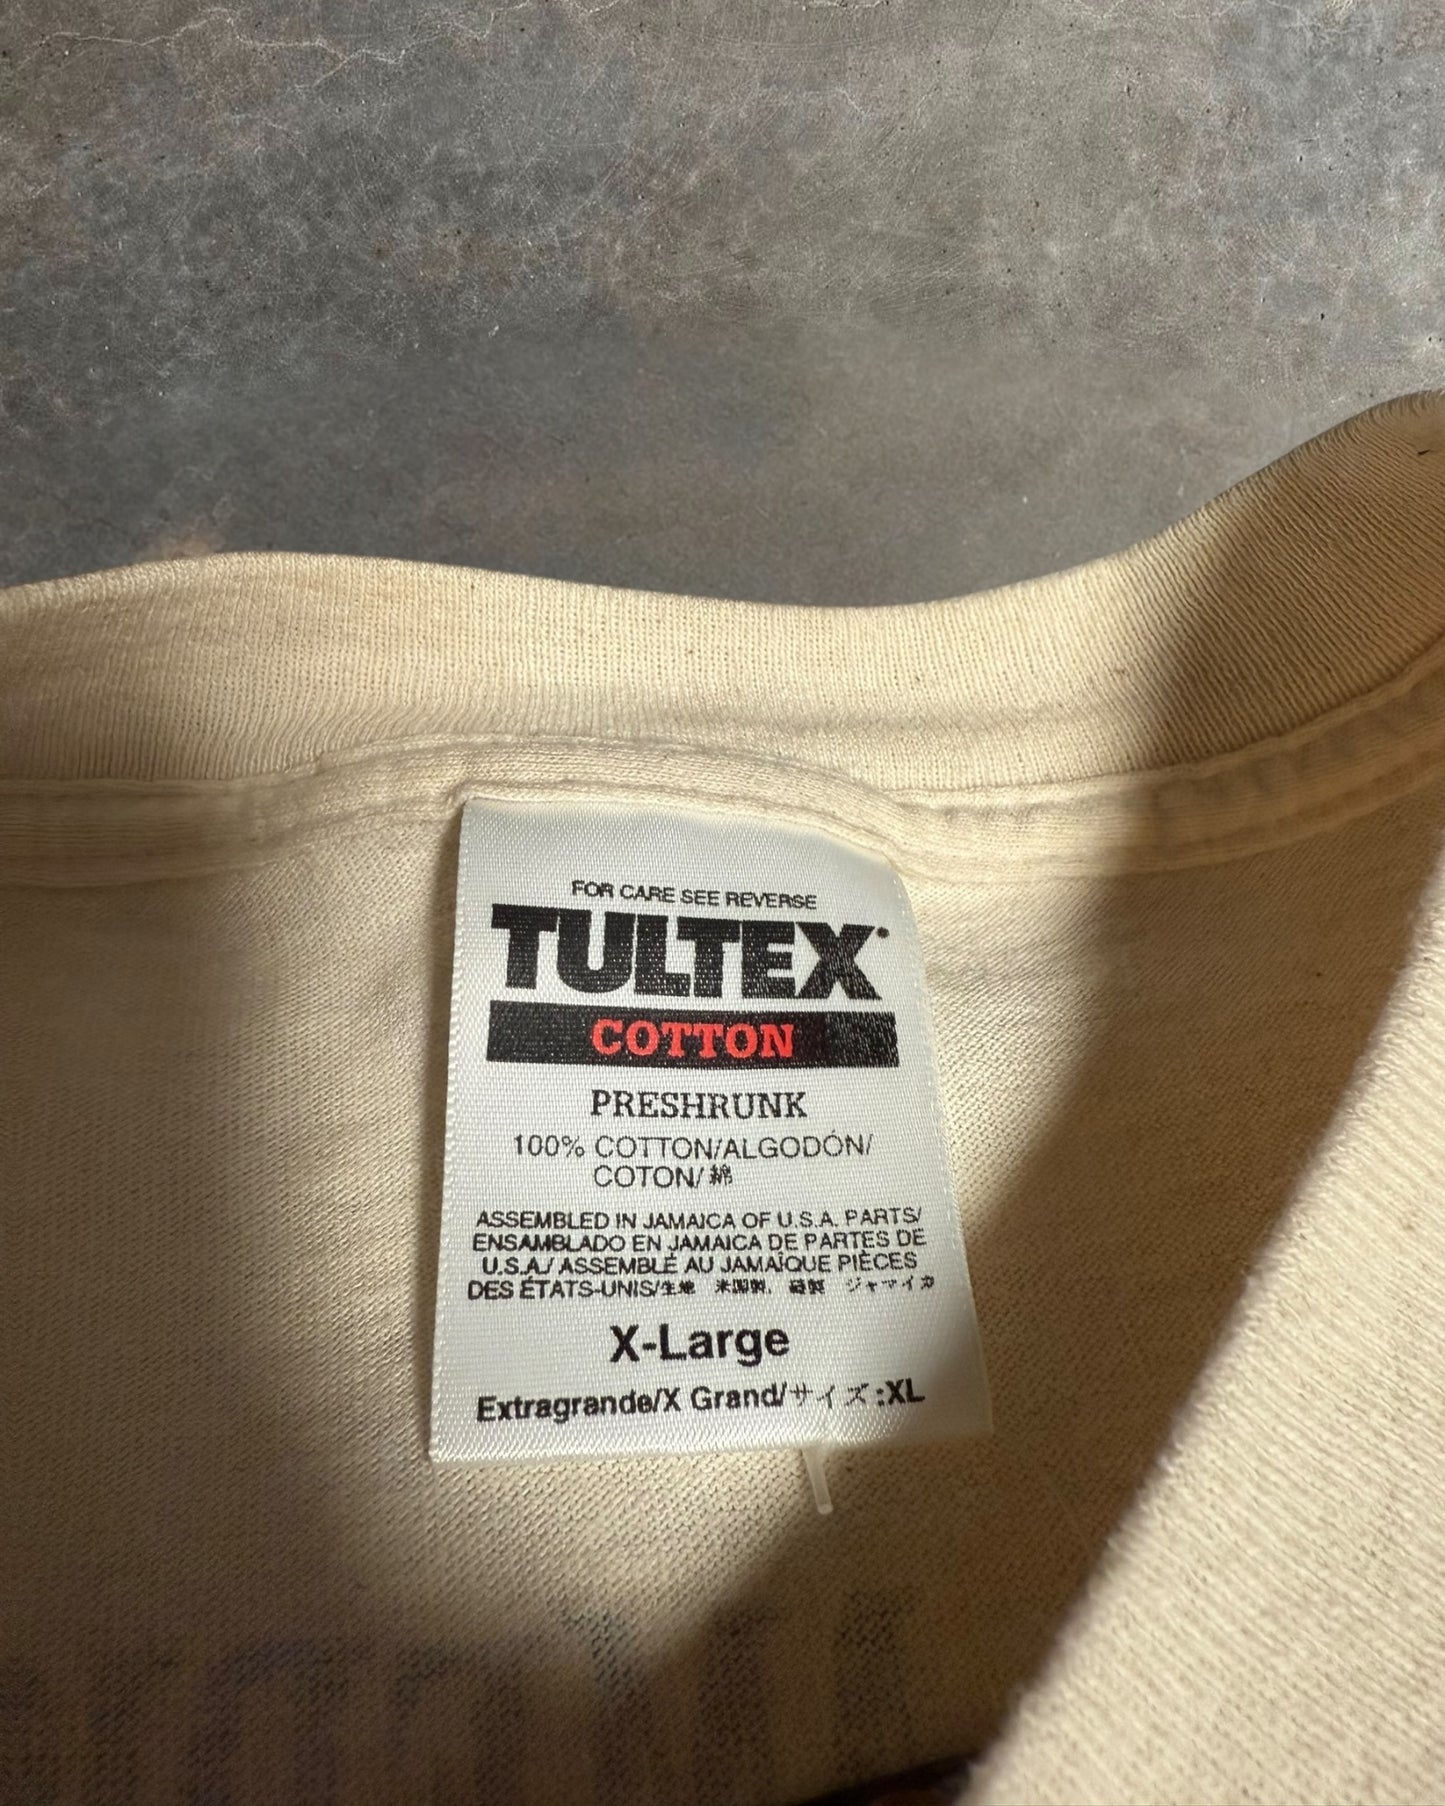 FOR CARE SEE REVERSE
TULTEX
COTTON
PRESHRUNK
100% COTTON/ALGODÓN/
COTON/綿
ASSEMBLED IN JAMAICA OF U.S.A. PARTS/
ENSAMBLADO EN JAMAICA DE PARTES DE
U.S.A./ ASSEMBLÉ AU JAMAÏQUE PIÈCES
DES ÉTATS-UNIS/生地 米国製, 縫製 ジャマイカ
X-Large
Extragrande/X Grand/サイズ:XL